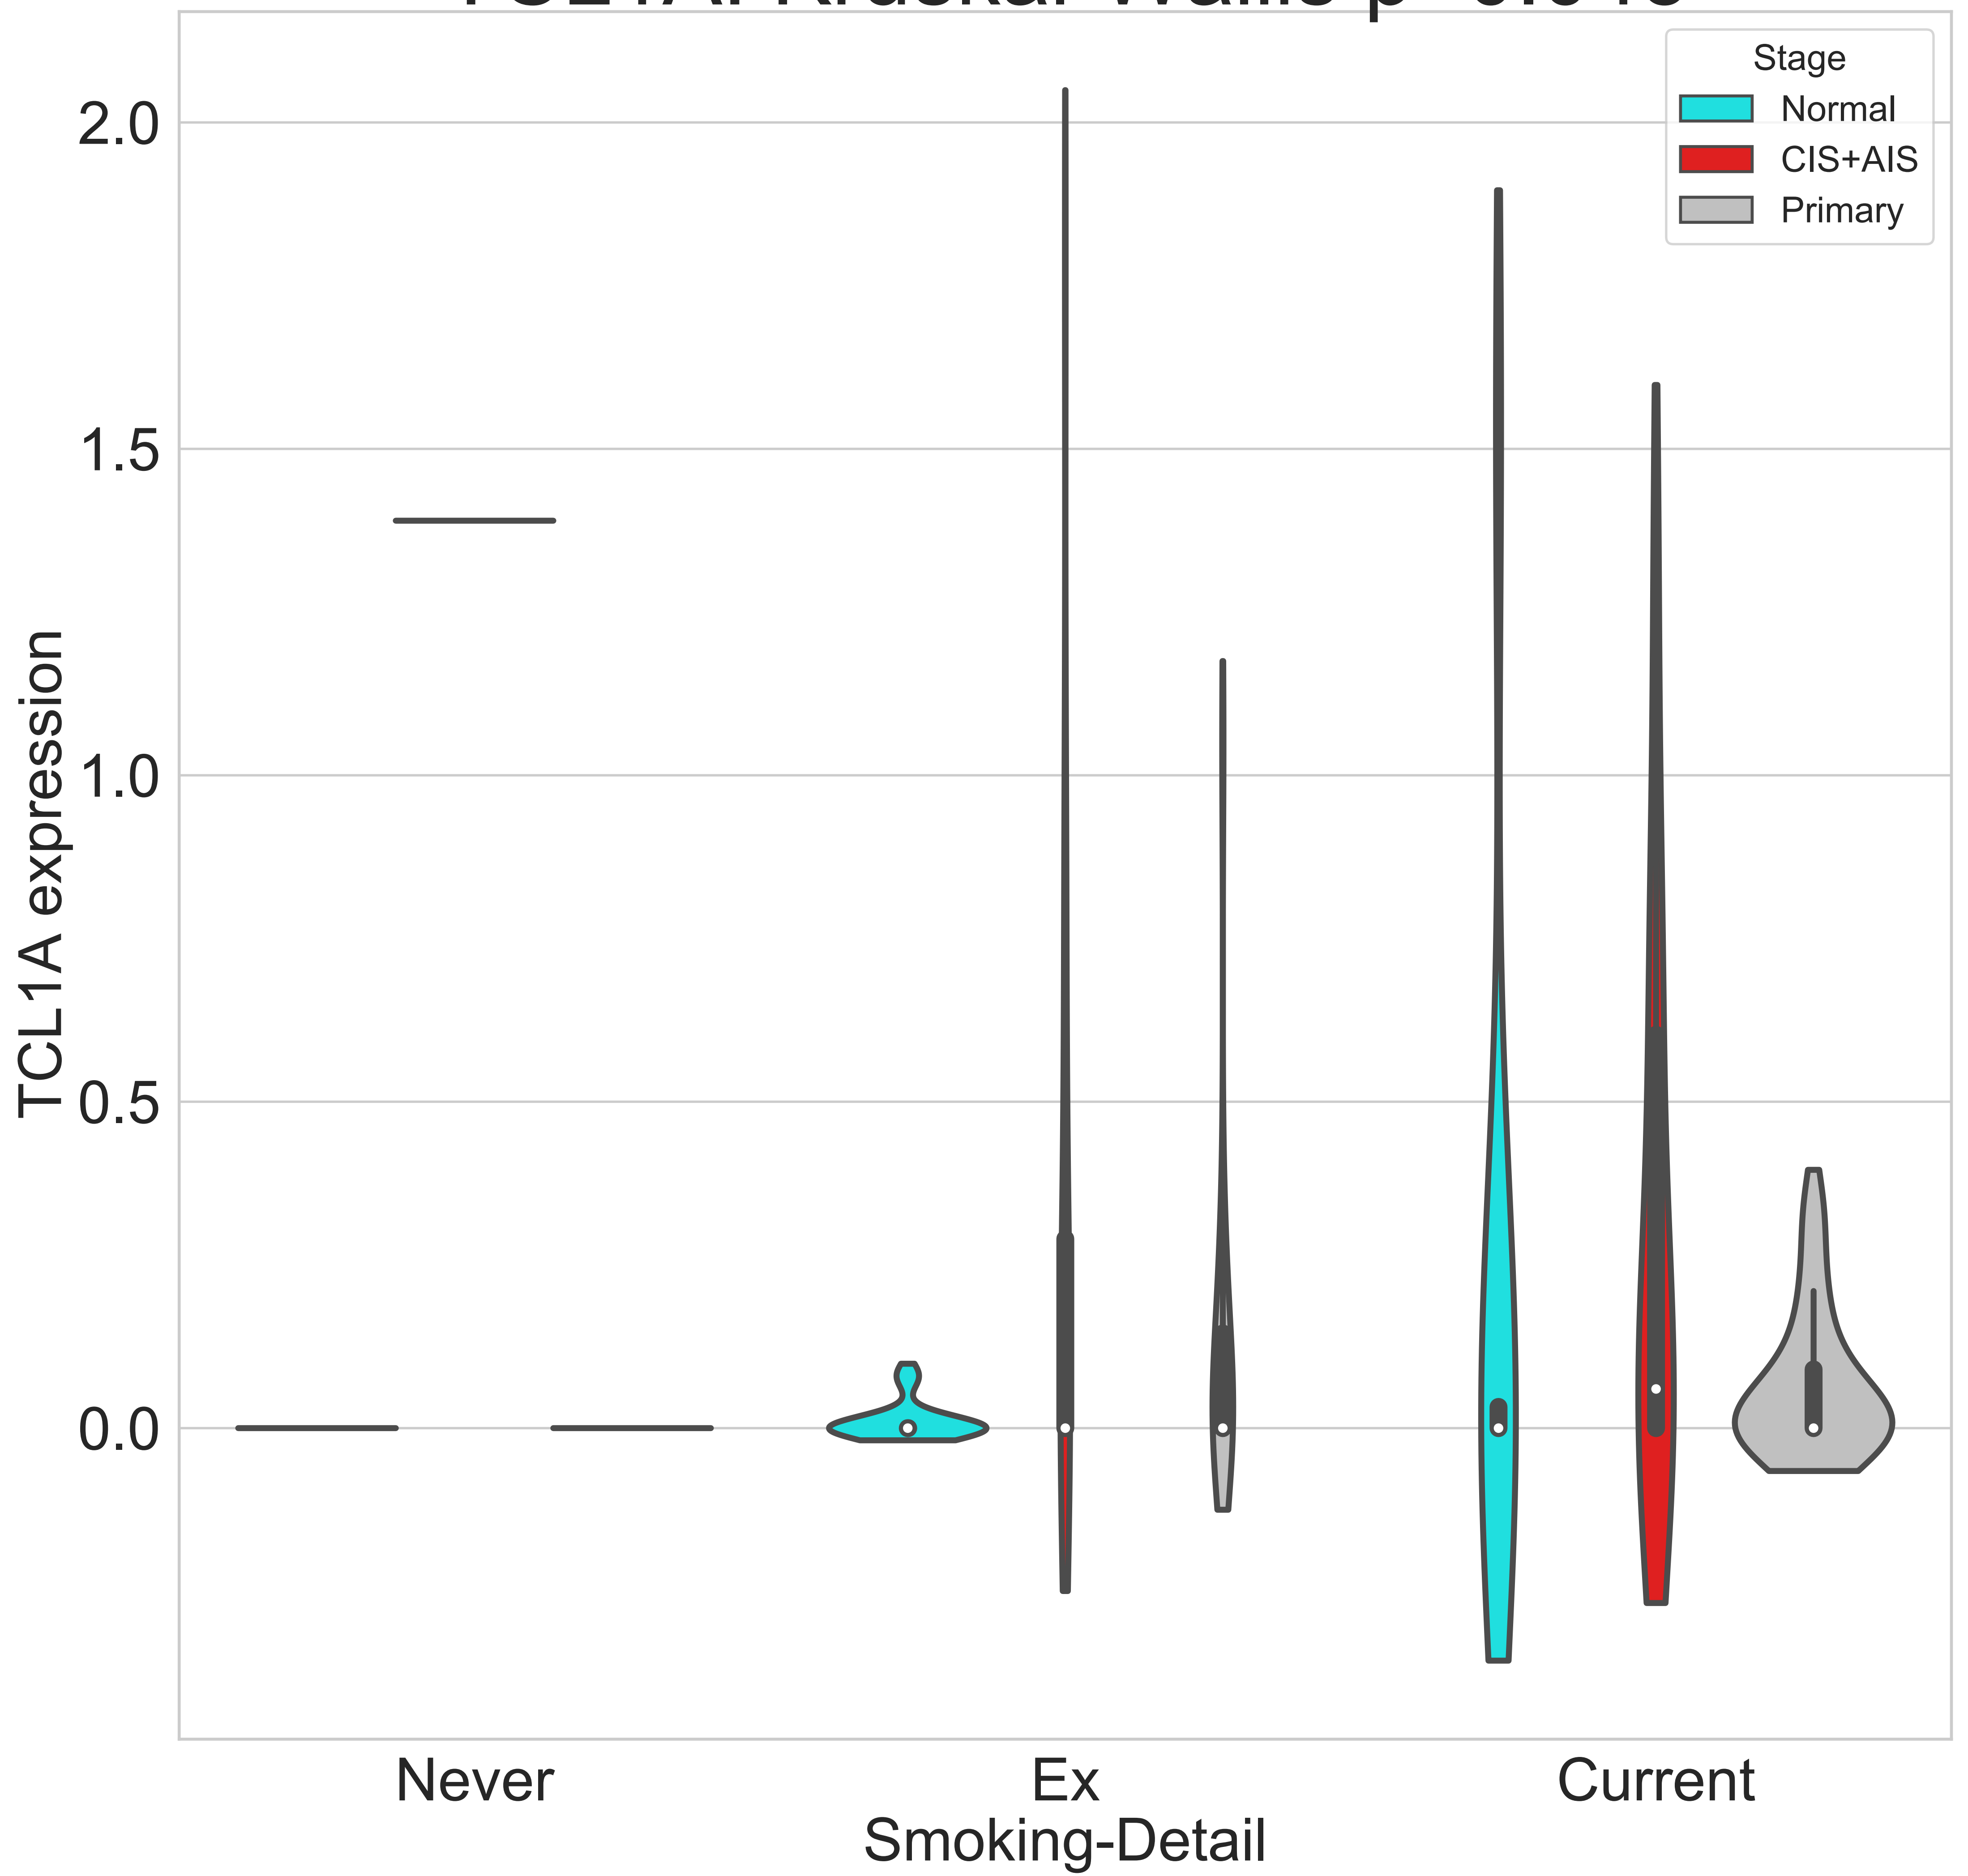 Stage
Normal
CIS+AIS
Primary
2.0
1.5
1.0
0.5
0.0
TCL1A expression
Never
Ex
Current
Smoking-Detail